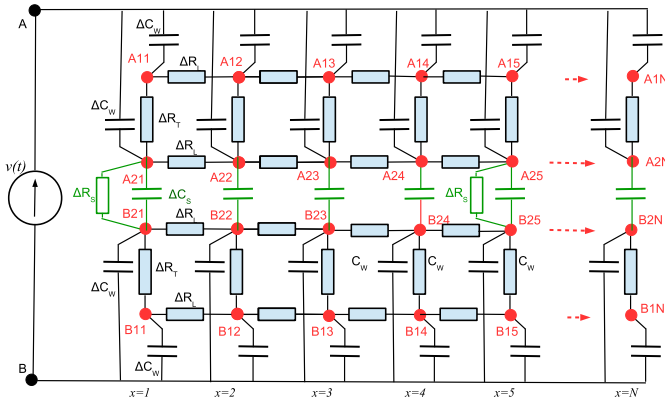 A
ΔC_W
A11
ΔR_L
A12
A13
A14
A15
A1N
ΔC_W
ΔR_T
v(t)
ΔR_L
A21
A22
A23
A24
A25
A2N
ΔR_S
ΔC_S
ΔR_S
B21
ΔR_L
B22
B23
B24
B25
B2N
ΔC_W
ΔR_T
C_W
C_W
C_W
ΔR_L
B11
B12
B13
B14
B15
B1N
ΔC_W
B
x=1
x=2
x=3
x=4
x=5
x=N